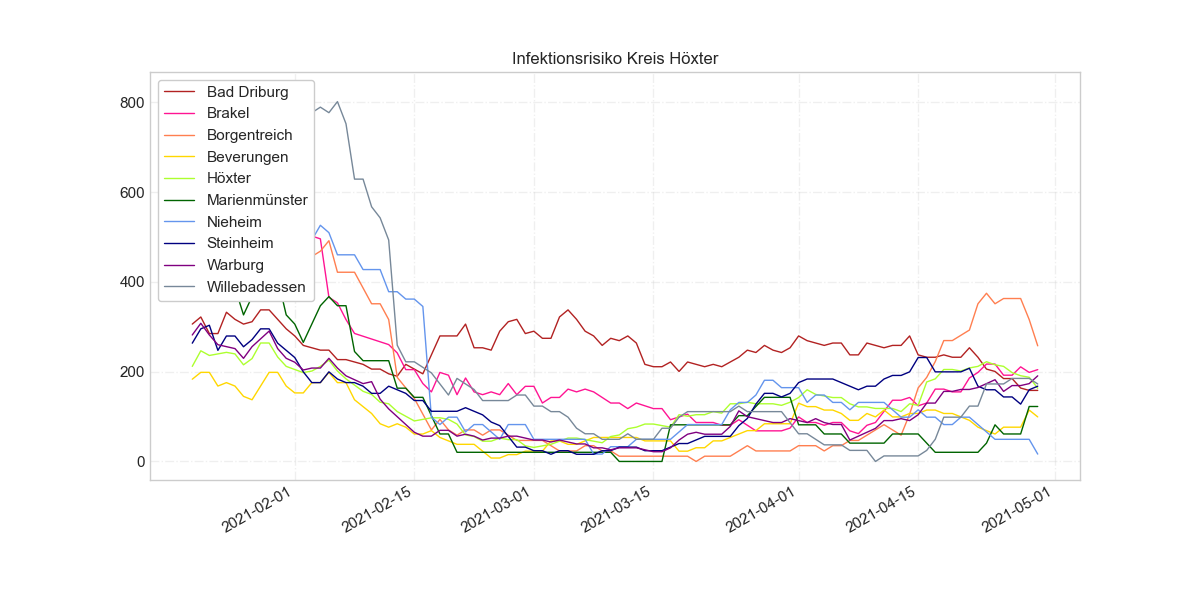 Infektionsrisiko Kreis Höxter
Bad Driburg
Brakel
Borgentreich
Beverungen
Höxter
Marienmünster
Nieheim
Steinheim
Warburg
Willebadessen
800
600
400
200
0
2021-02-01
2021-02-15
2021-03-01
2021-03-15
2021-04-01
2021-04-15
2021-05-01